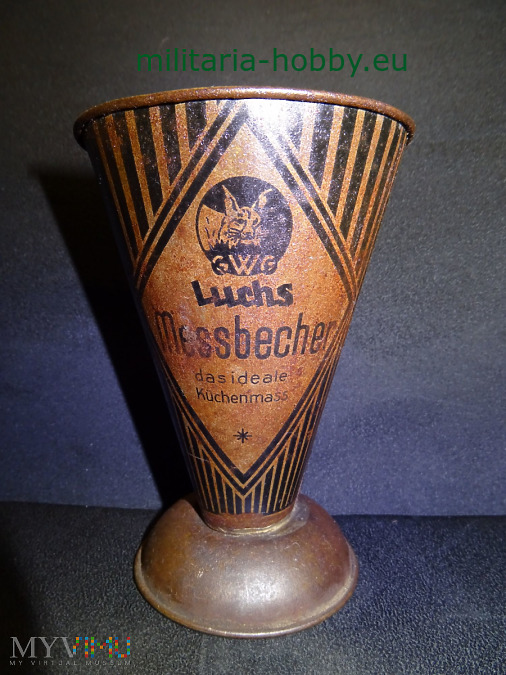 militaria-hobby.eu
GWG
Luchs
Messbecher
das ideale
Küchenmass
*
MYVIMU
MY VIRTUAL MUSEUM